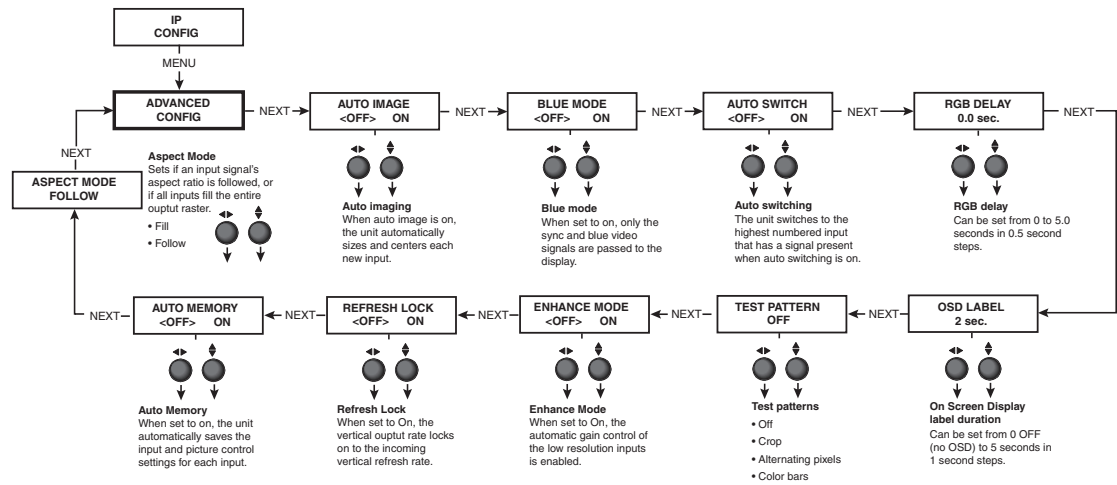 IP
CONFIG
MENU
ADVANCED
CONFIG
NEXT
AUTO IMAGE
<OFF> ON
NEXT
BLUE MODE
<OFF> ON
NEXT
AUTO SWITCH
<OFF> ON
NEXT
RGB DELAY
0.0 sec.
NEXT
NEXT
ASPECT MODE
FOLLOW
Aspect Mode
Sets if an input signal's
aspect ratio is followed, or
if all inputs fill the entire
ouptut raster.
• Fill
• Follow
Auto imaging
When auto image is on,
the unit automatically
sizes and centers each
new input.
Blue mode
When set to on, only the
sync and blue video
signals are passed to the
display.
Auto switching
The unit switches to the
highest numbered input
that has a signal present
when auto switching is on.
RGB delay
Can be set from 0 to 5.0
seconds in 0.5 second
steps.
NEXT
AUTO MEMORY
<OFF> ON
NEXT
REFRESH LOCK
<OFF> ON
NEXT
ENHANCE MODE
<OFF> ON
NEXT
TEST PATTERN
OFF
NEXT
OSD LABEL
2 sec.
Auto Memory
When set to on, the unit
automatically saves the
input and picture control
settings for each input.
Refresh Lock
When set to On, the
vertical ouptut rate locks
on to the incoming
vertical refresh rate.
Enhance Mode
When set to On, the
automatic gain control of
the low resolution inputs
is enabled.
Test patterns
• Off
• Crop
• Alternating pixels
• Color bars
On Screen Display
label duration
Can be set from 0 OFF
(no OSD) to 5 seconds in
1 second steps.